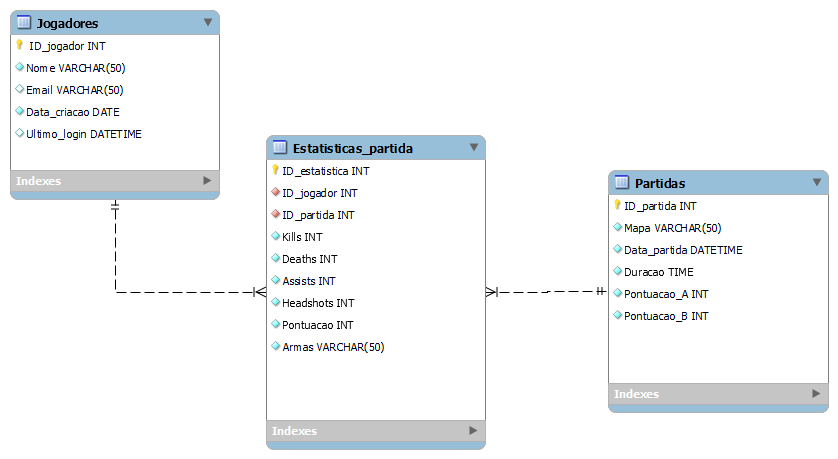 Jogadores
ID_jogador INT
Nome VARCHAR(50)
Email VARCHAR(50)
Data_criacao DATE
Ultimo_login DATETIME
Indexes
Estatisticas_partida
ID_estatistica INT
ID_jogador INT
ID_partida INT
Kills INT
Deaths INT
Assists INT
Headshots INT
Pontuacao INT
Armas VARCHAR(50)
Indexes
Partidas
ID_partida INT
Mapa VARCHAR(50)
Data_partida DATETIME
Duracao TIME
Pontuacao_A INT
Pontuacao_B INT
Indexes